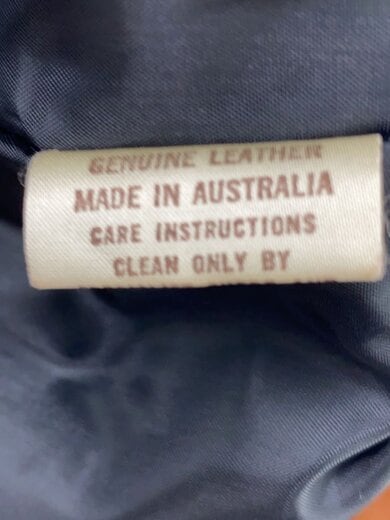 GENUINE LEATHER
MADE IN AUSTRALIA
CARE INSTRUCTIONS
CLEAN ONLY BY